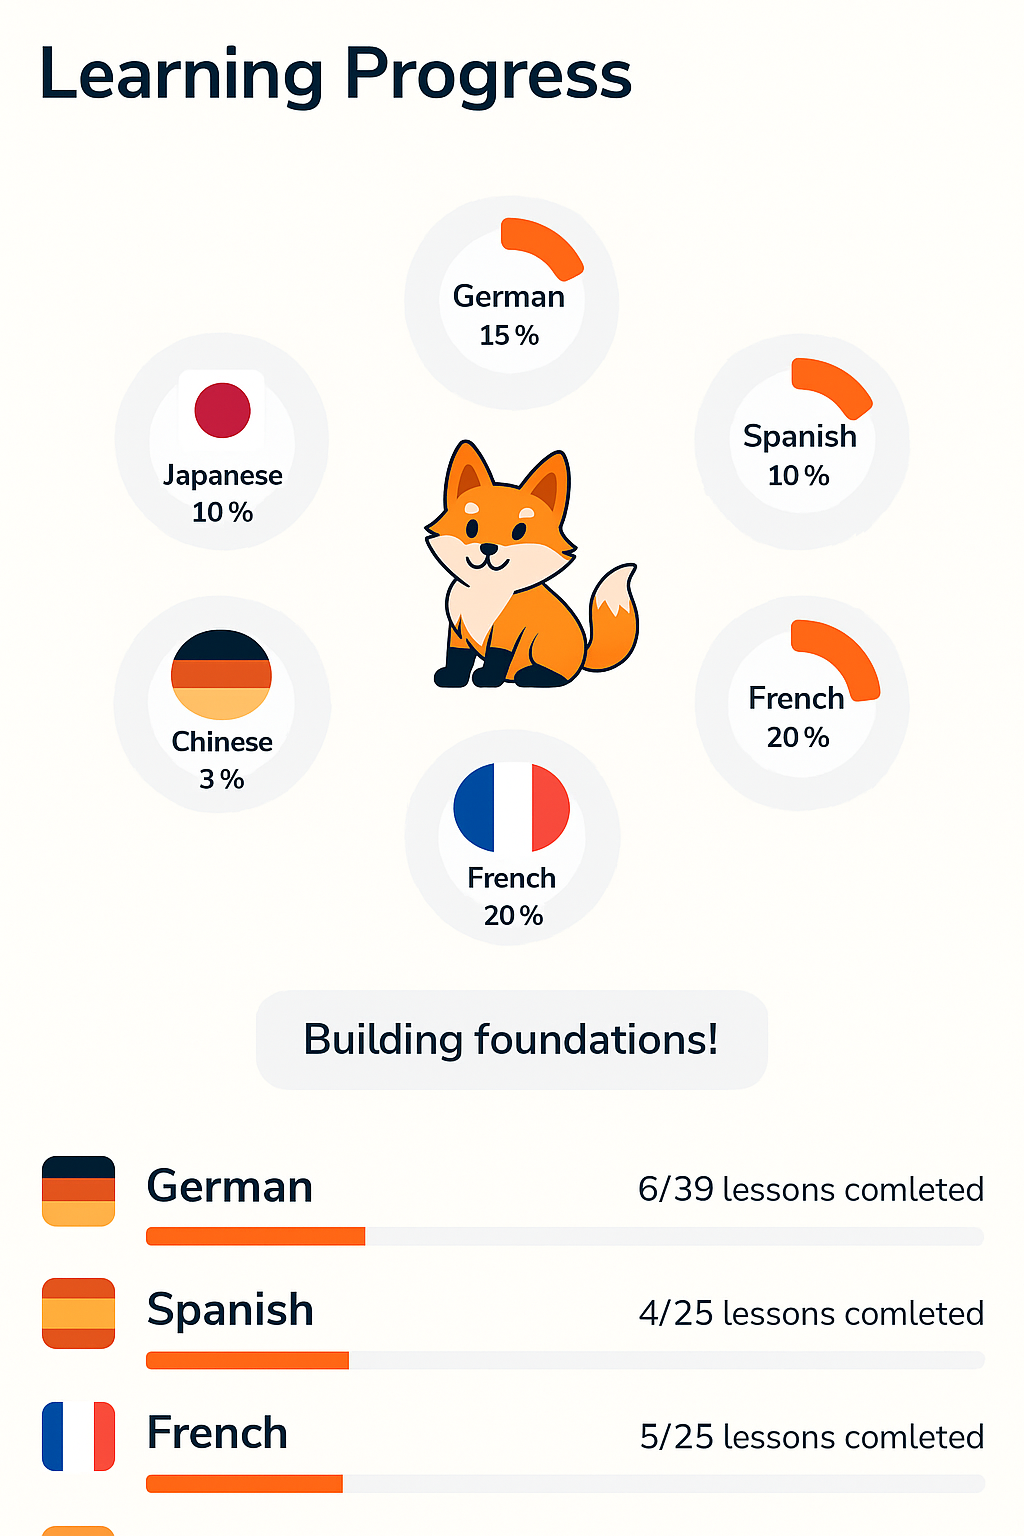 Learning Progress
German
15 %
Spanish
10 %
Japanese
10 %
French
20 %
Chinese
3 %
French
20 %
Building foundations!
German
6/39 lessons comleted
Spanish
4/25 lessons comleted
French
5/25 lessons comleted